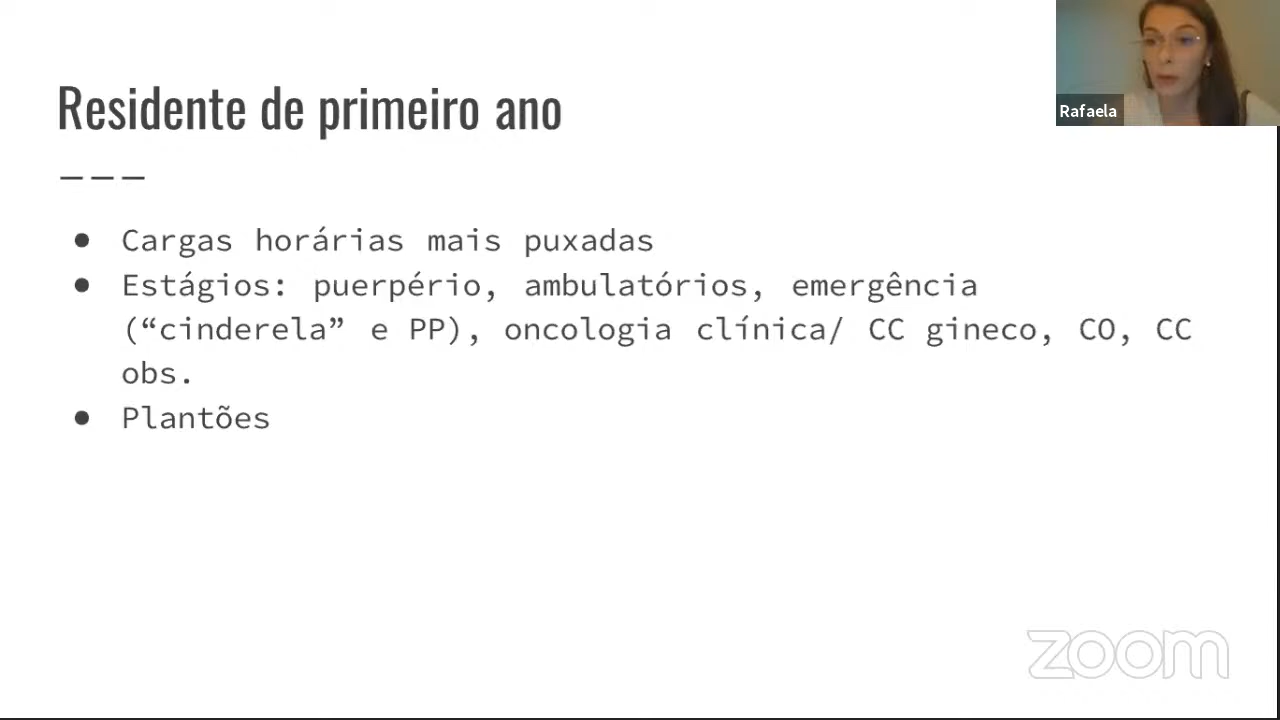 Residente de primeiro ano
Rafaela
● Cargas horárias mais puxadas
● Estágios: puerpério, ambulatórios, emergência
(“cinderela” e PP), oncologia clínica/ CC gineco, CO, CC
obs.
● Plantões
zoom